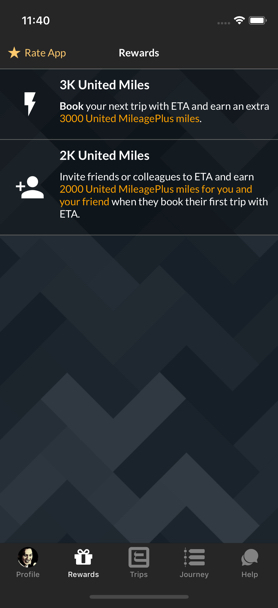 11:40
Rate App
Rewards
3K United Miles
Book your next trip with ETA and earn an extra
3000 United MileagePlus miles.
2K United Miles
Invite friends or colleagues to ETA and earn
2000 United MileagePlus miles for you and
your friend when they book their first trip with
ETA.
Profile
Rewards
Trips
Journey
Help